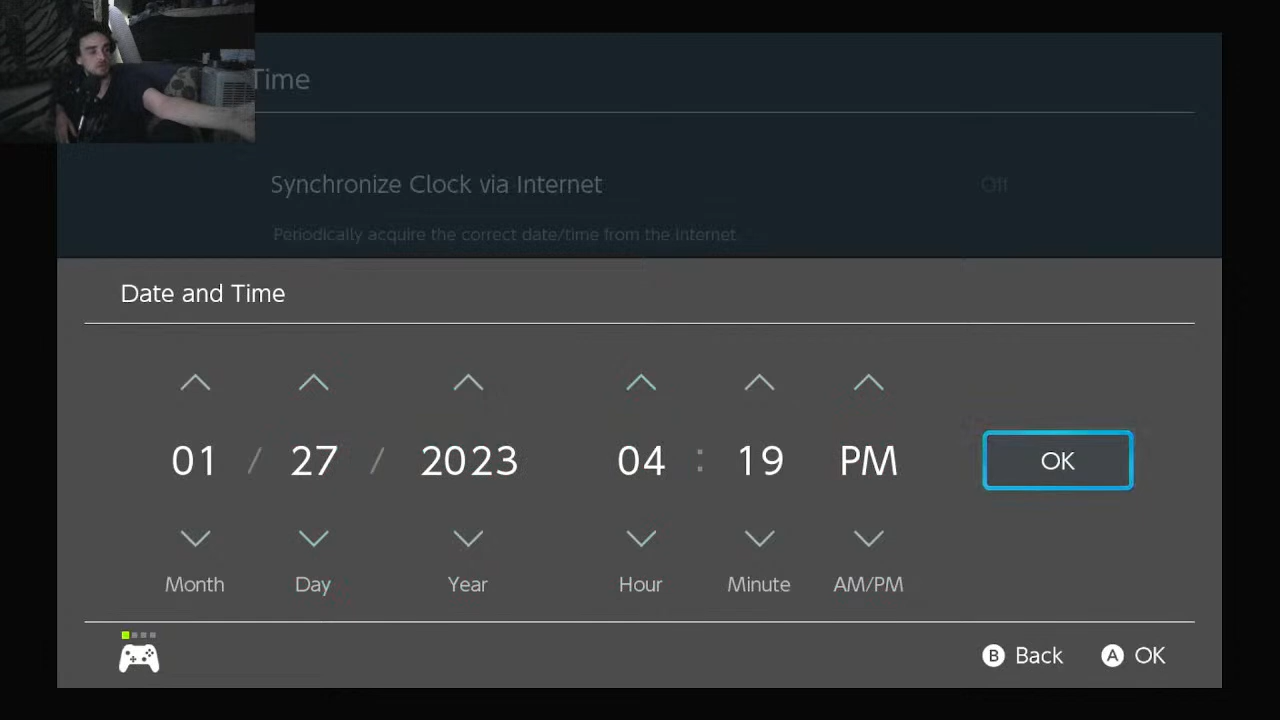 Time
Synchronize Clock via Internet
Off
Periodically acquire the correct date/time from the Internet.
Date and Time
01 / 27 / 2023 04 : 19 PM OK
Month Day Year Hour Minute AM/PM
B Back A OK